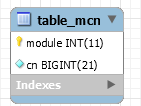 table_mcn
module INT(11)
cn BIGINT(21)
Indexes